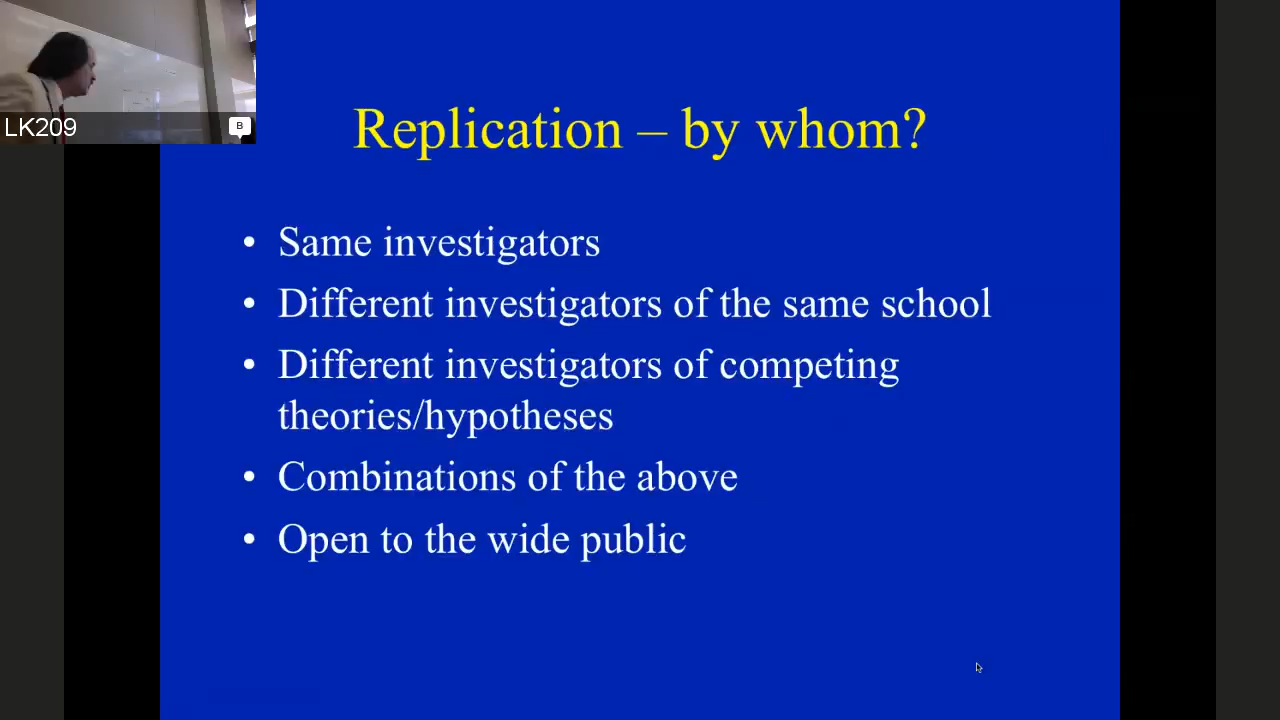 LK209
B
Replication – by whom?
• Same investigators
• Different investigators of the same school
• Different investigators of competing
theories/hypotheses
• Combinations of the above
• Open to the wide public